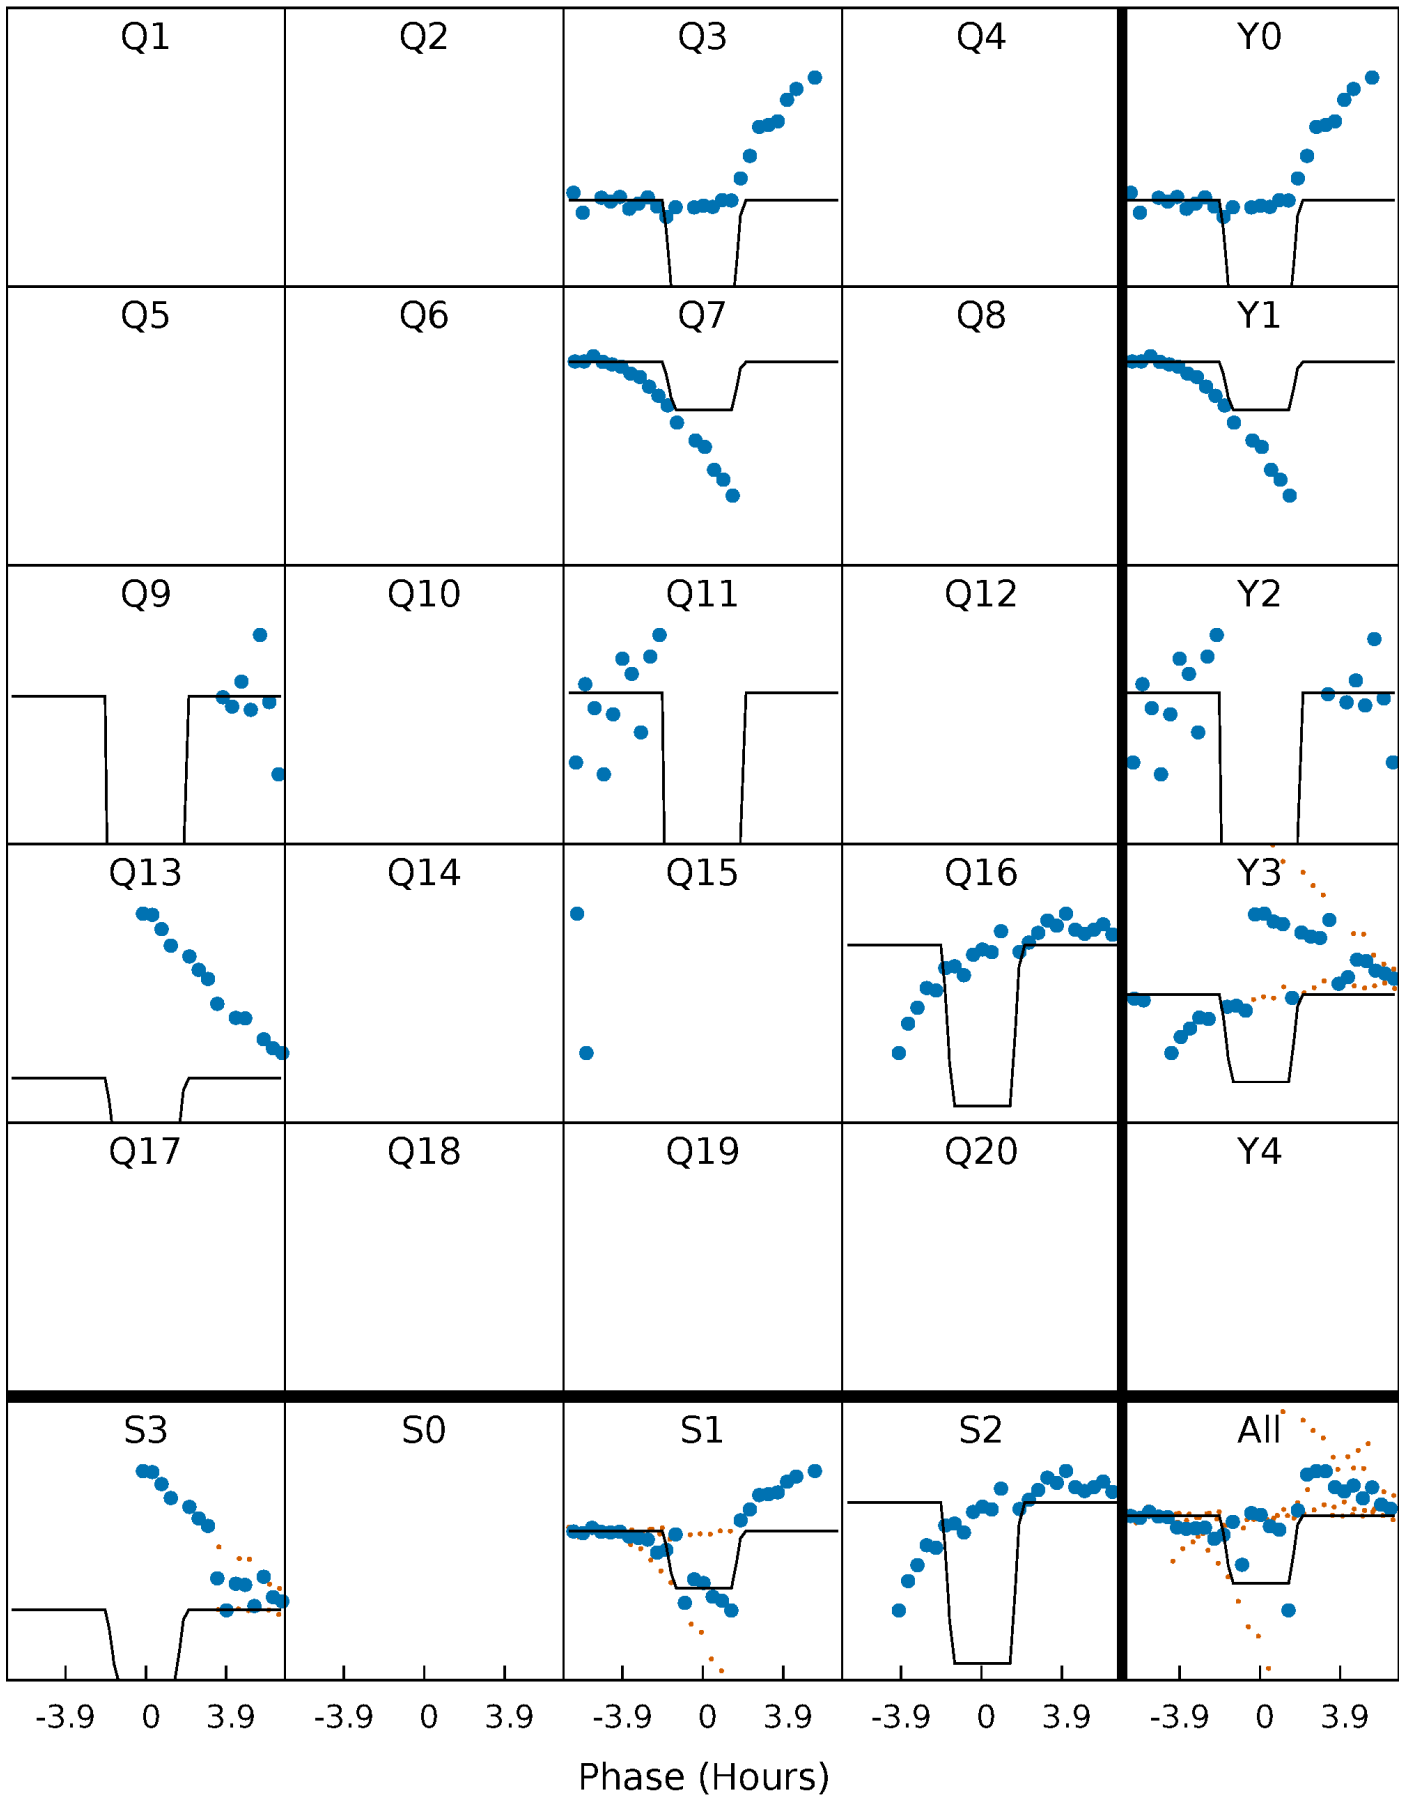 Q1 Q2 Q3 Q4 Y0
Q5 Q6 Q7 Q8 Y1
Q9 Q10 Q11 Q12 Y2
Q13 Q14 Q15 Q16 Y3
Q17 Q18 Q19 Q20 Y4
S3 S0 S1 S2 All
-3.9 0 3.9 -3.9 0 3.9 -3.9 0 3.9 -3.9 0 3.9 -3.9 0 3.9
Phase (Hours)